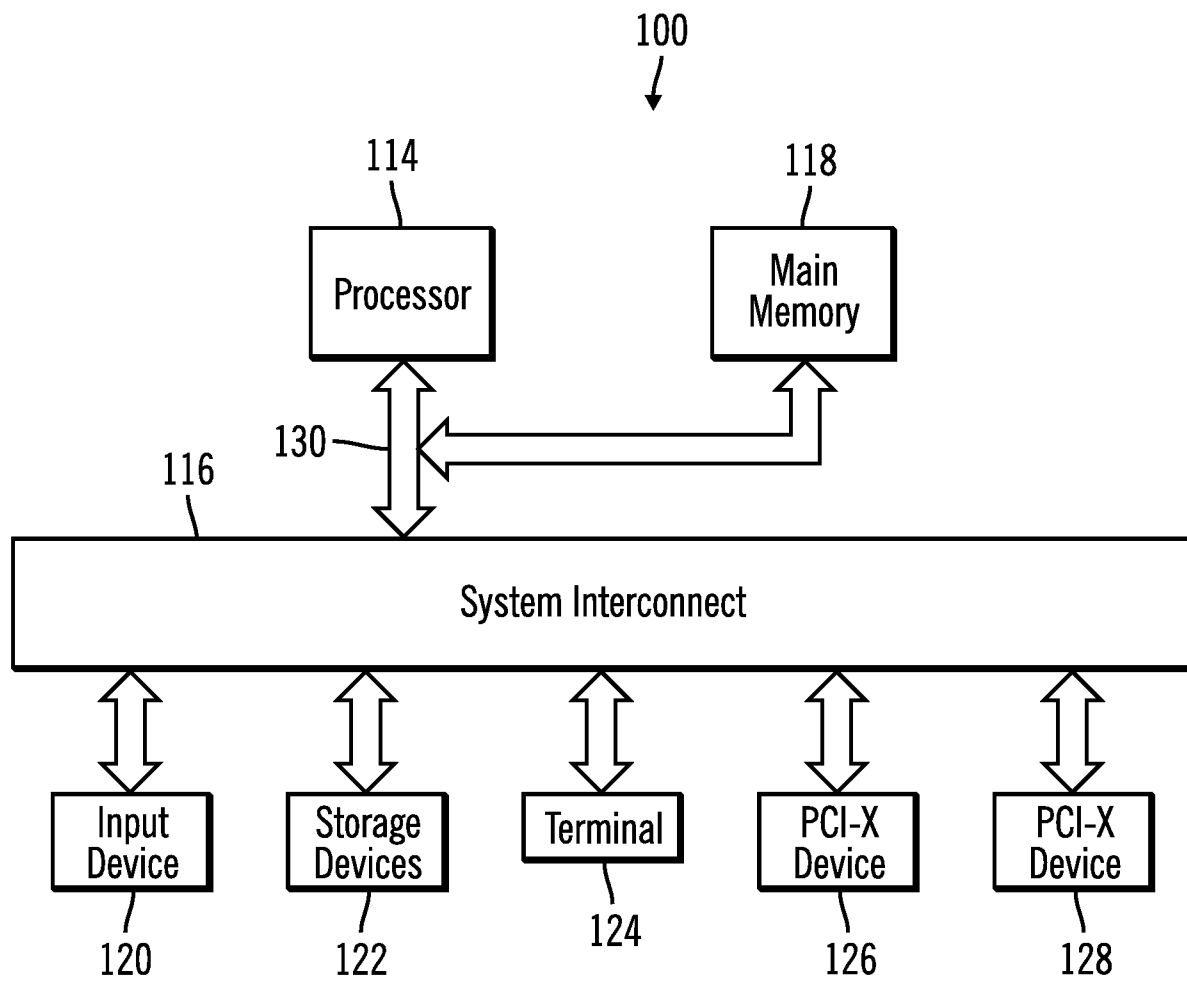 100
114
118
Processor
Main
Memory
130
116
System Interconnect
Input
Device
Storage
Devices
Terminal
PCI-X
Device
PCI-X
Device
120
122
124
126
128